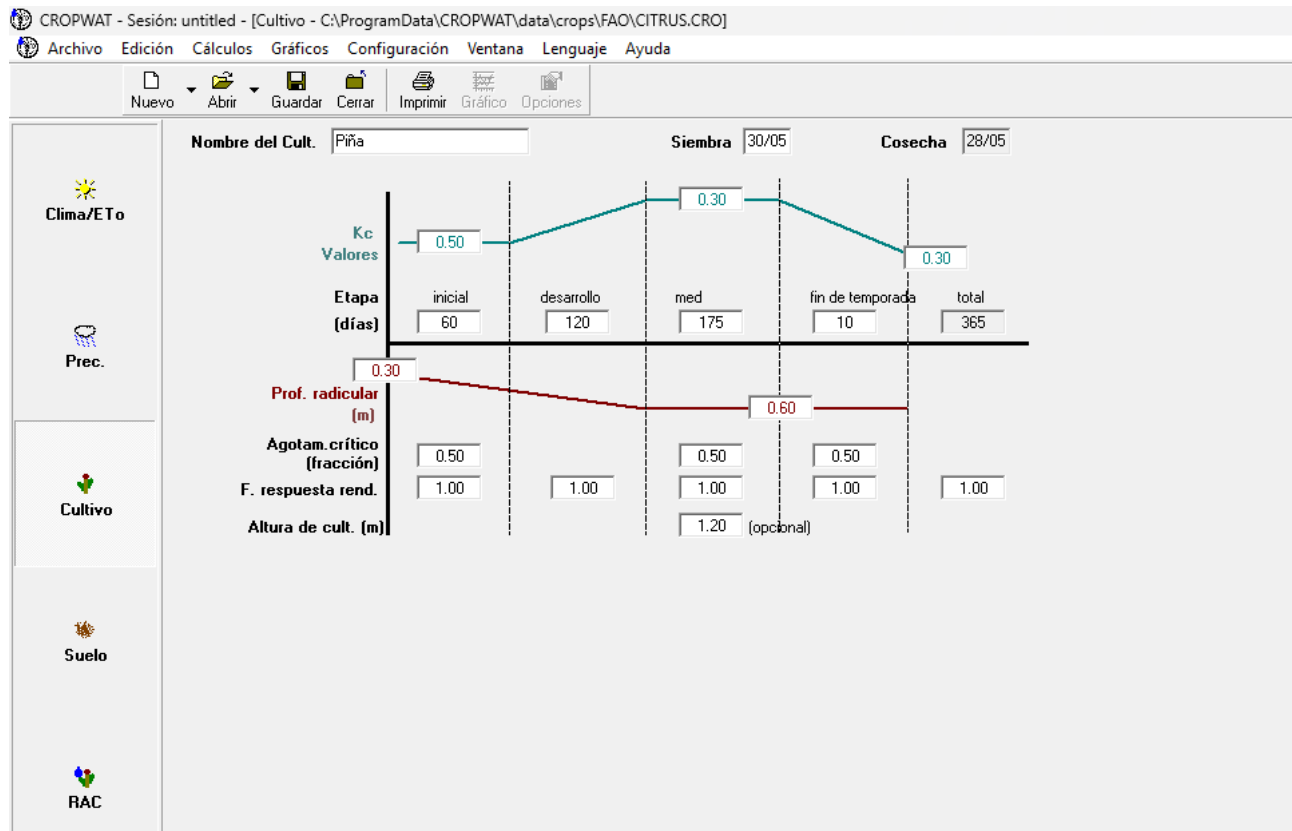 CROPWAT - Sesión: untitled - [Cultivo - C:\ProgramData\CROPWAT\data\crops\FAO\CITRUS.CRO]
Archivo Edición Cálculos Gráficos Configuración Ventana Lenguaje Ayuda
Nuevo Abrir Guardar Cerrar Imprimir Gráfico Opciones
Clima/ETo
Prec.
Cultivo
Suelo
RAC
Nombre del Cult. Piña Siembra 30/05 Cosecha 28/05
Kc Valores 0.50 0.30 0.30
Etapa inicial desarrollo med fin de temporada total
(días) 60 120 175 10 365
0.30
Prof. radicular
(m) 0.60
Agotam.crítico
(fracción) 0.50 0.50 0.50
F. respuesta rend. 1.00 1.00 1.00 1.00 1.00
Altura de cult. (m) 1.20 (opcional)